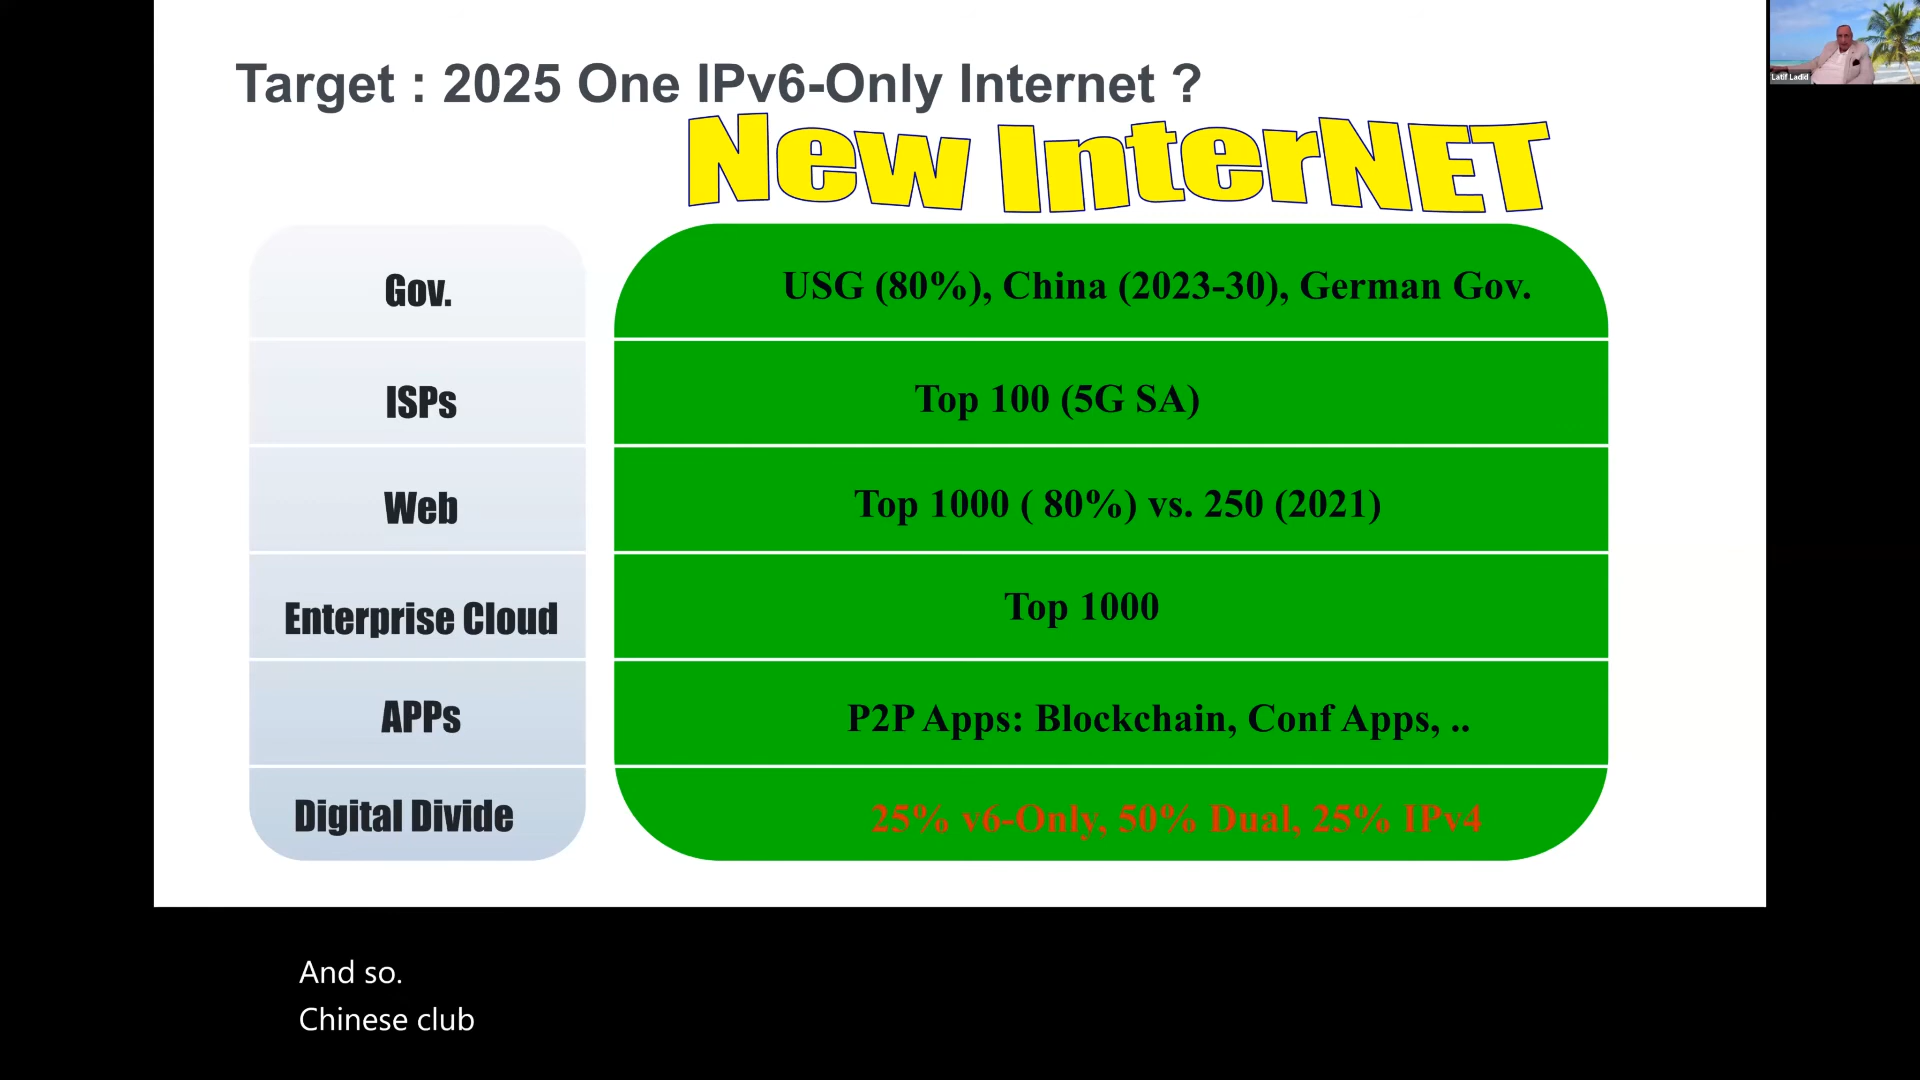 Target : 2025 One IPv6-Only Internet ?
New InterNET
Gov.
USG (80%), China (2023-30), German Gov.
ISPs
Top 100 (5G SA)
Web
Top 1000 ( 80%) vs. 250 (2021)
Enterprise Cloud
Top 1000
APPs
P2P Apps: Blockchain, Conf Apps, ..
Digital Divide
25% v6-Only, 50% Dual, 25% IPv4
Latif Ladid
And so.
Chinese club